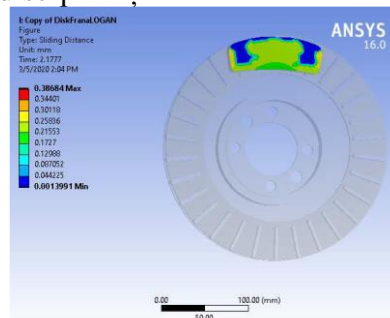 I: Copy of DiskFranaLOGAN
Figure
Type: Sliding Distance
Unit: mm
Time: 2.1777
3/5/2020 2:04 PM
0.38684 Max
0.34401
0.30118
0.25836
0.21553
0.1727
0.12988
0.087052
0.044225
0.0013991 Min
ANSYS
16.0
0.00
100.00 (mm)
50.00